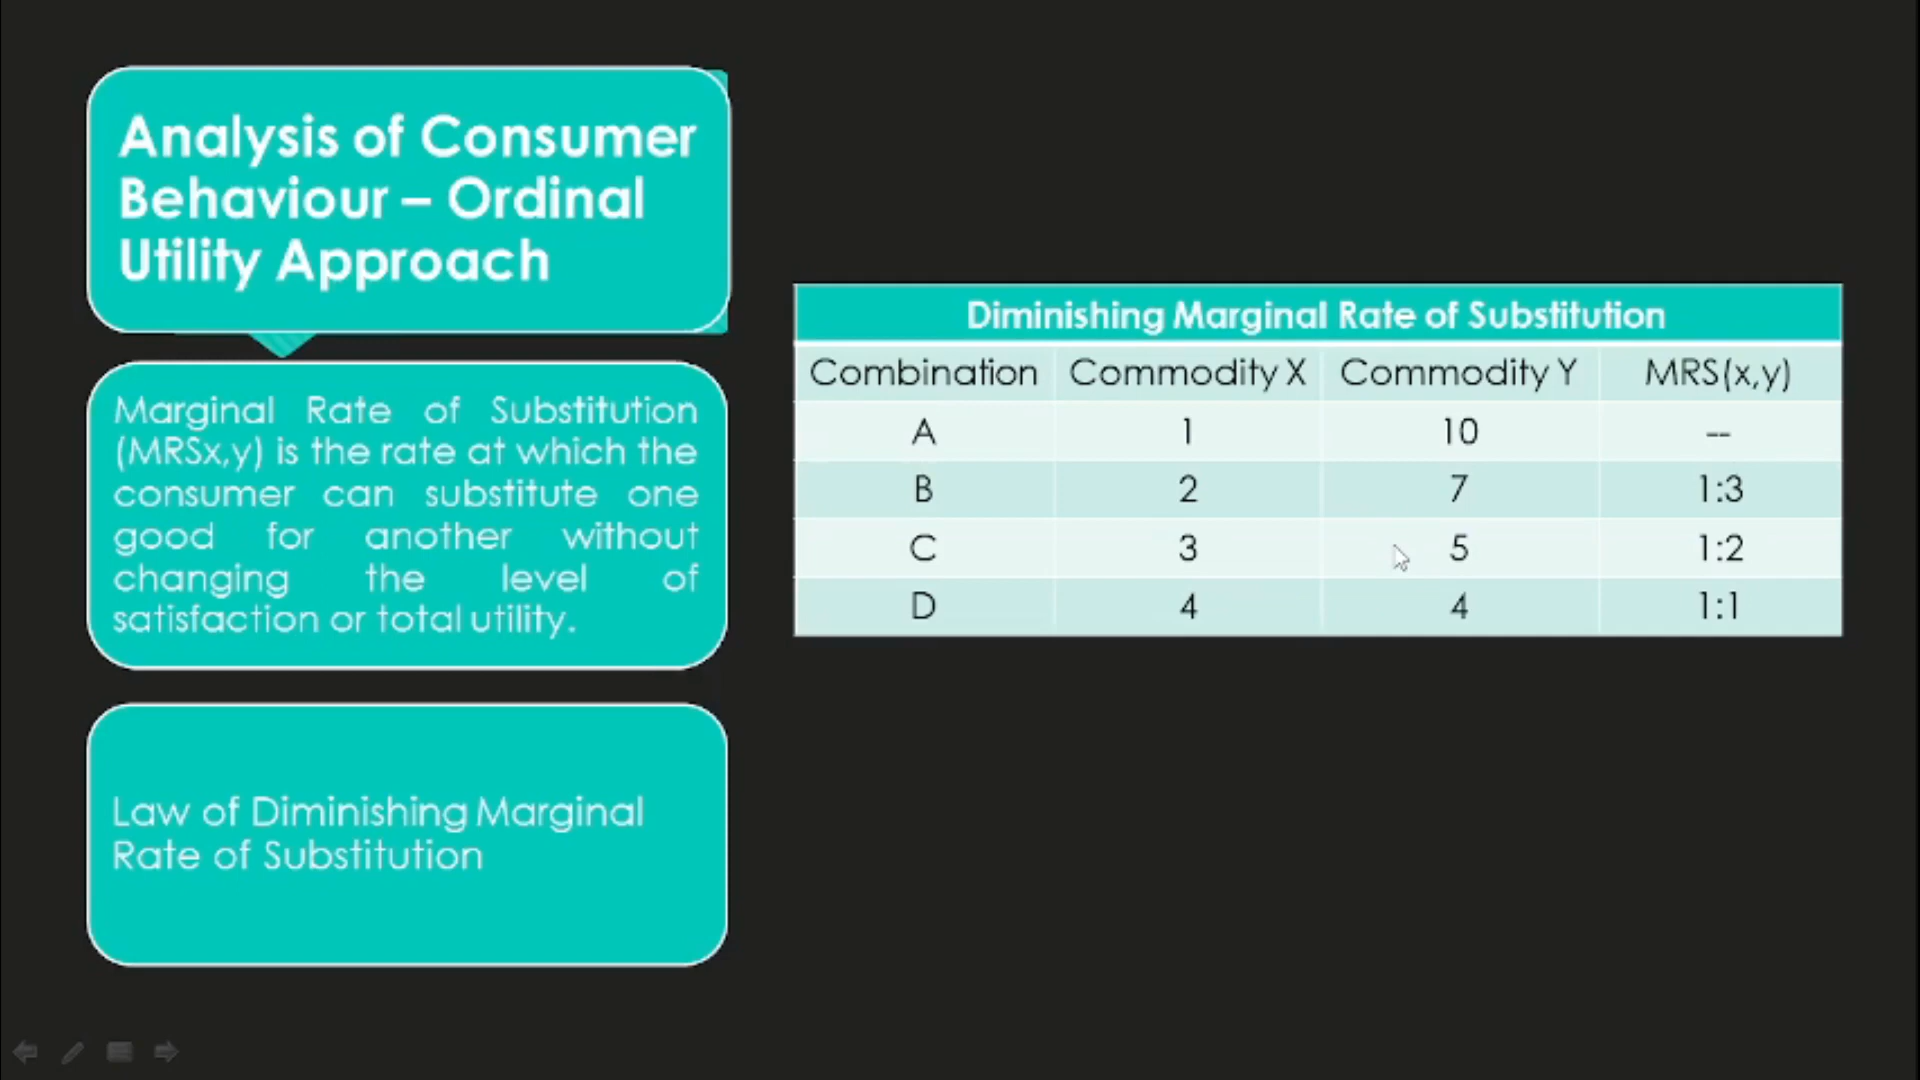 Analysis of Consumer
Behaviour – Ordinal
Utility Approach
Marginal Rate of Substitution
(MRSx,y) is the rate at which the
consumer can substitute one
good for another without
changing the level of
satisfaction or total utility.
Law of Diminishing Marginal
Rate of Substitution
Diminishing Marginal Rate of Substitution
Combination Commodity X Commodity Y MRS(x,y)
A 1 10 --
B 2 7 1:3
C 3 5 1:2
D 4 4 1:1